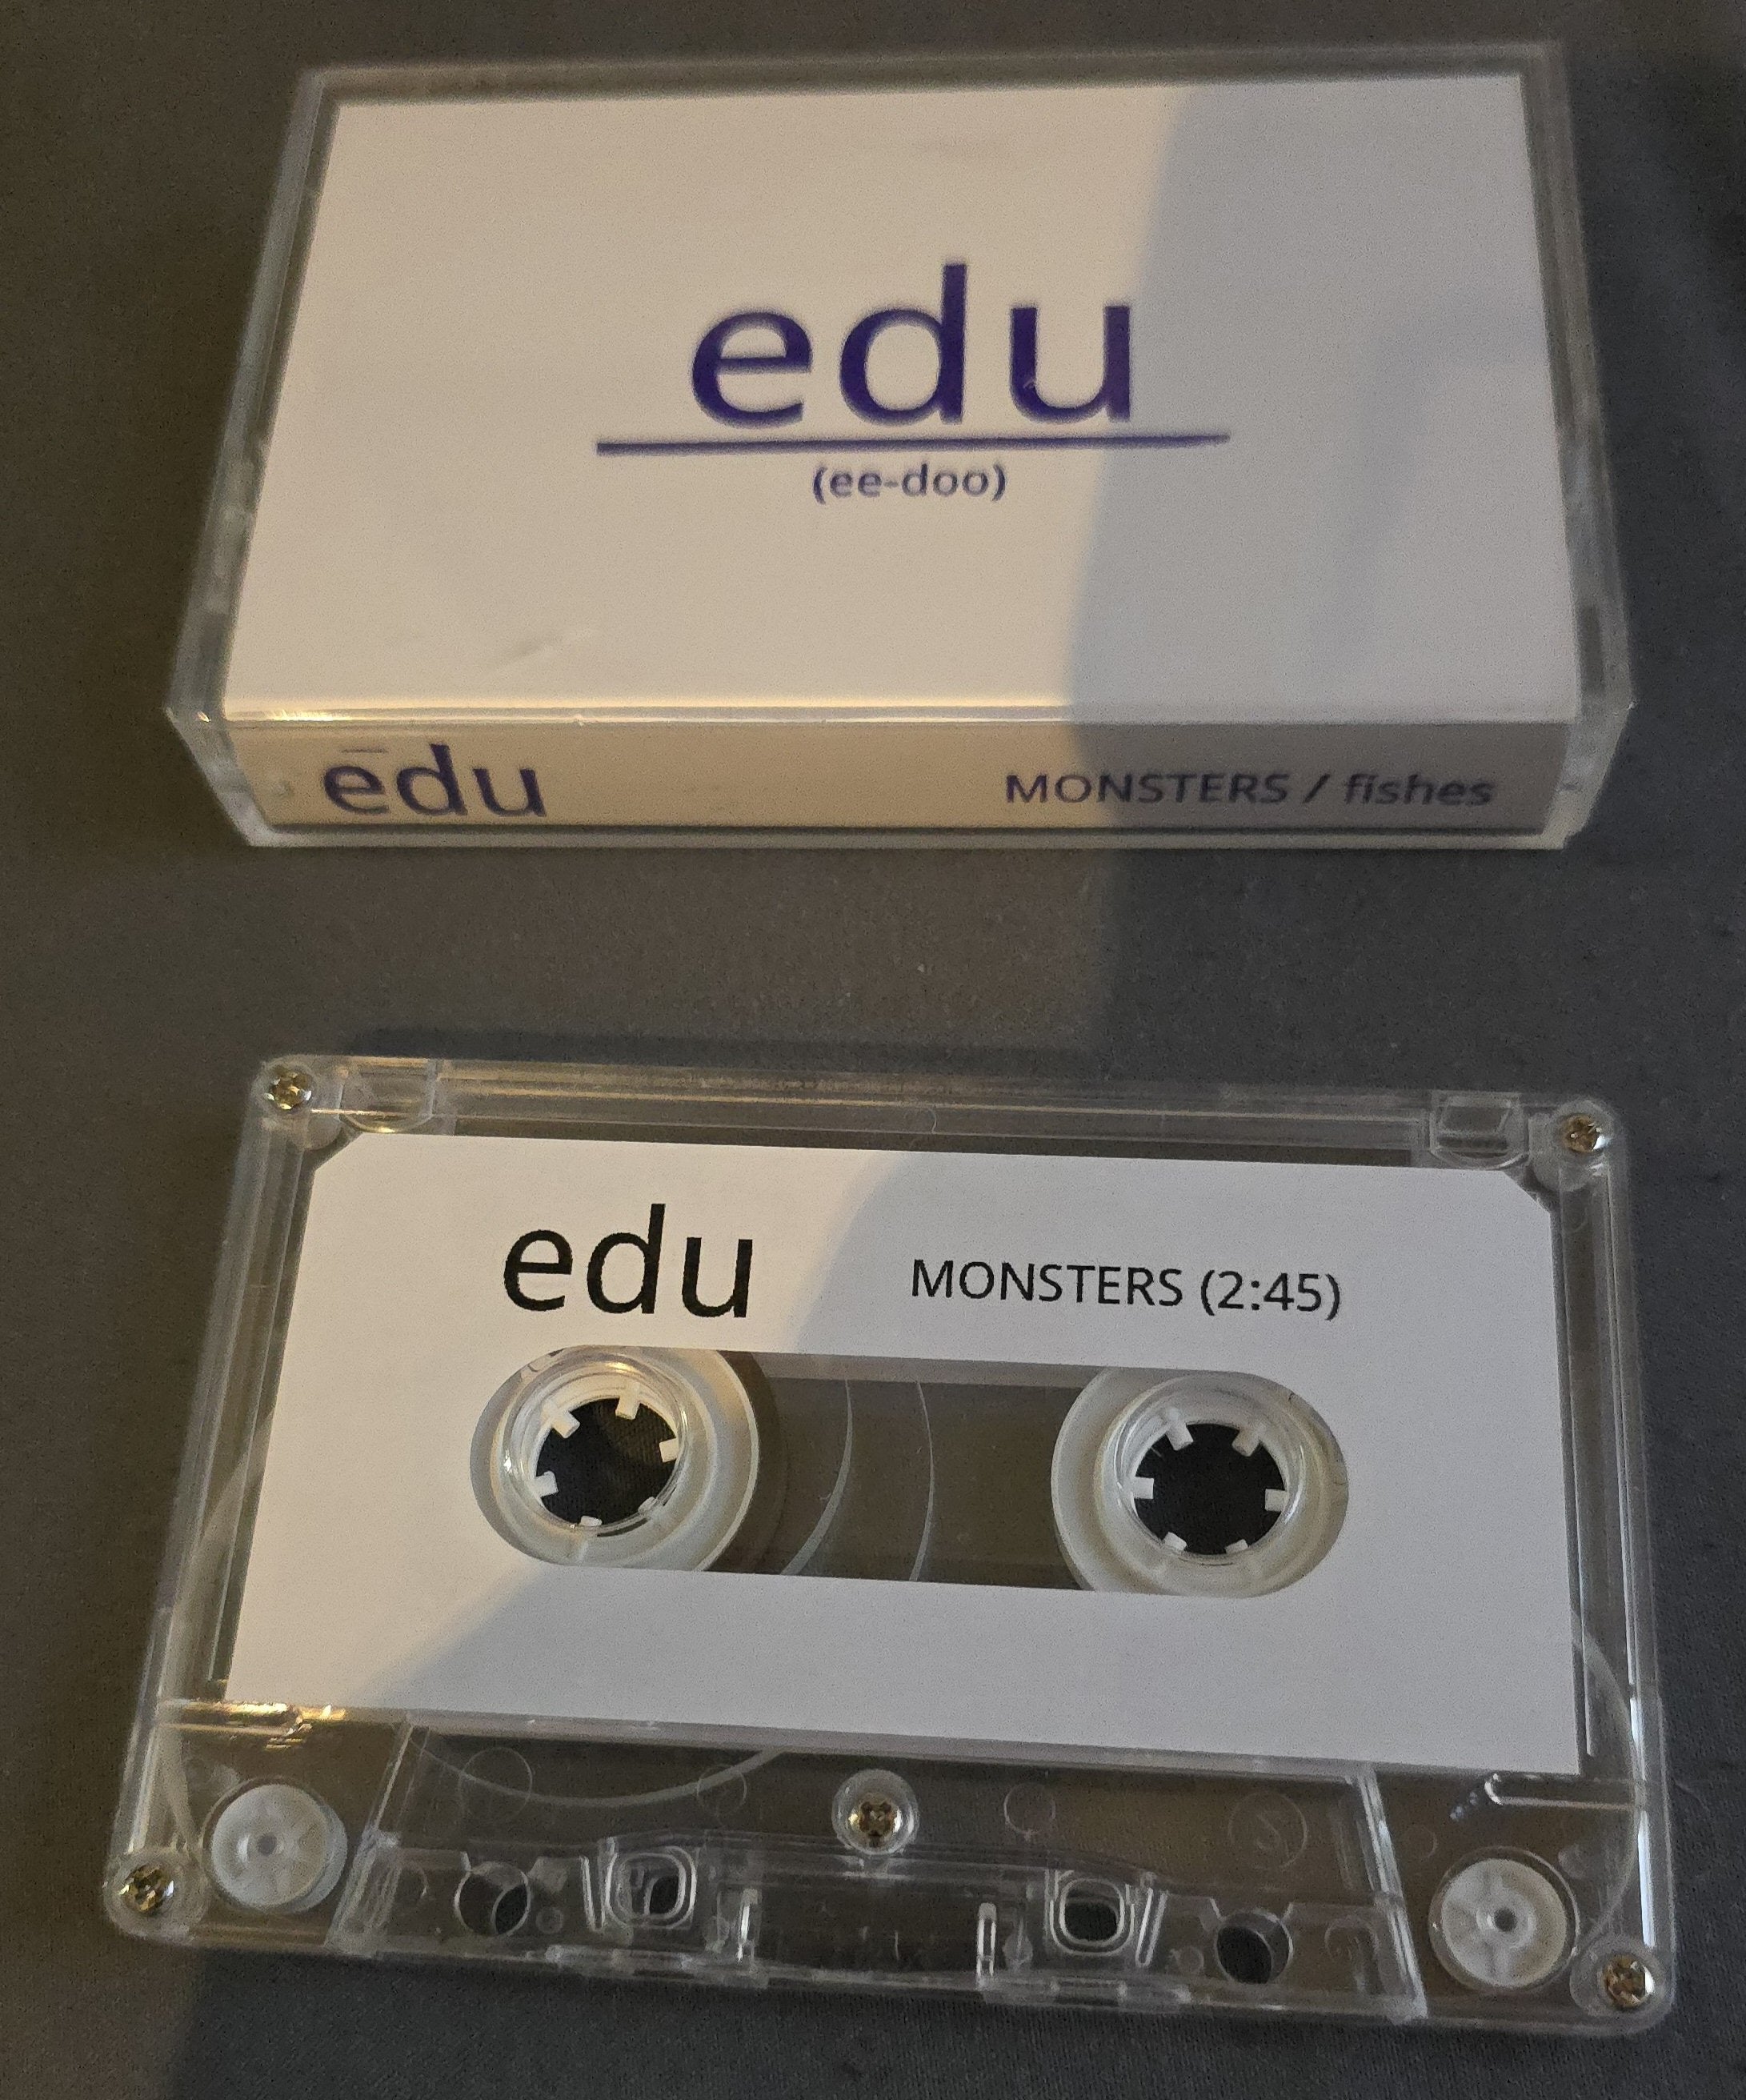 edu
(ee-doo)
ēdu
MONSTERS / fishes
edu
MONSTERS (2:45)